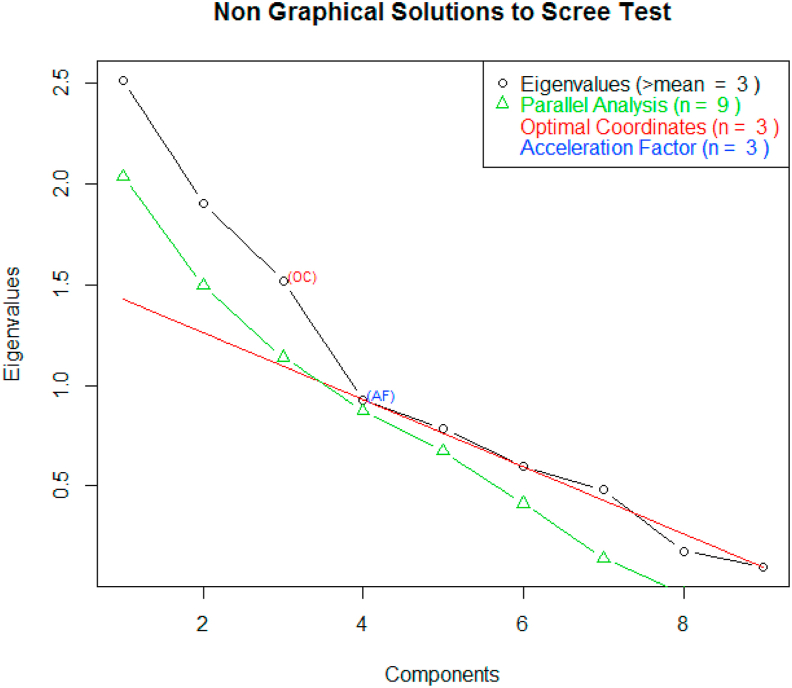 Non Graphical Solutions to Scree Test
Eigenvalues (>mean = 3 )
Parallel Analysis (n = 9 )
Optimal Coordinates (n = 3 )
Acceleration Factor (n = 3 )
(OC)
(AF)
Eigenvalues
2.5
2.0
1.5
1.0
0.5
2 4 6 8
Components